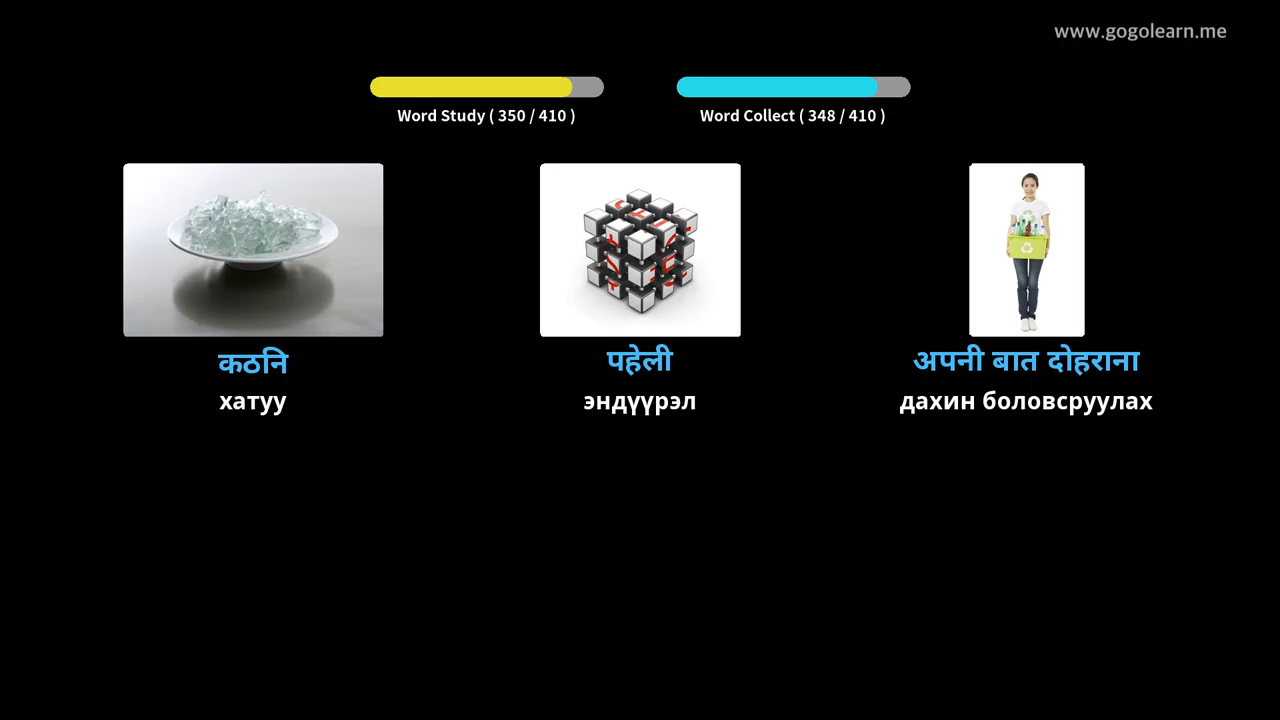 www.gogolearn.me
Word Study ( 350 / 410 )
Word Collect ( 348 / 410 )
कठनि
पहेली
अपनी बात दोहराना
хатуу
эндүүрэл
дахин боловсруулах